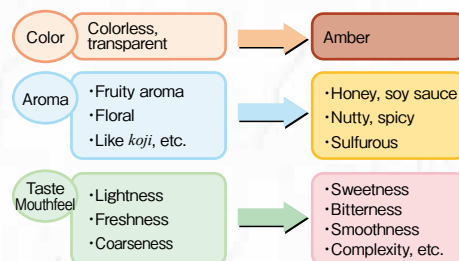 Color
Colorless,
transparent
Amber
Aroma
・Fruity aroma
・Floral
・Like koji, etc.
・Honey, soy sauce
・Nutty, spicy
・Sulfurous
Taste
Mouthfeel
・Lightness
・Freshness
・Coarseness
・Sweetness
・Bitterness
・Smoothness
・Complexity, etc.